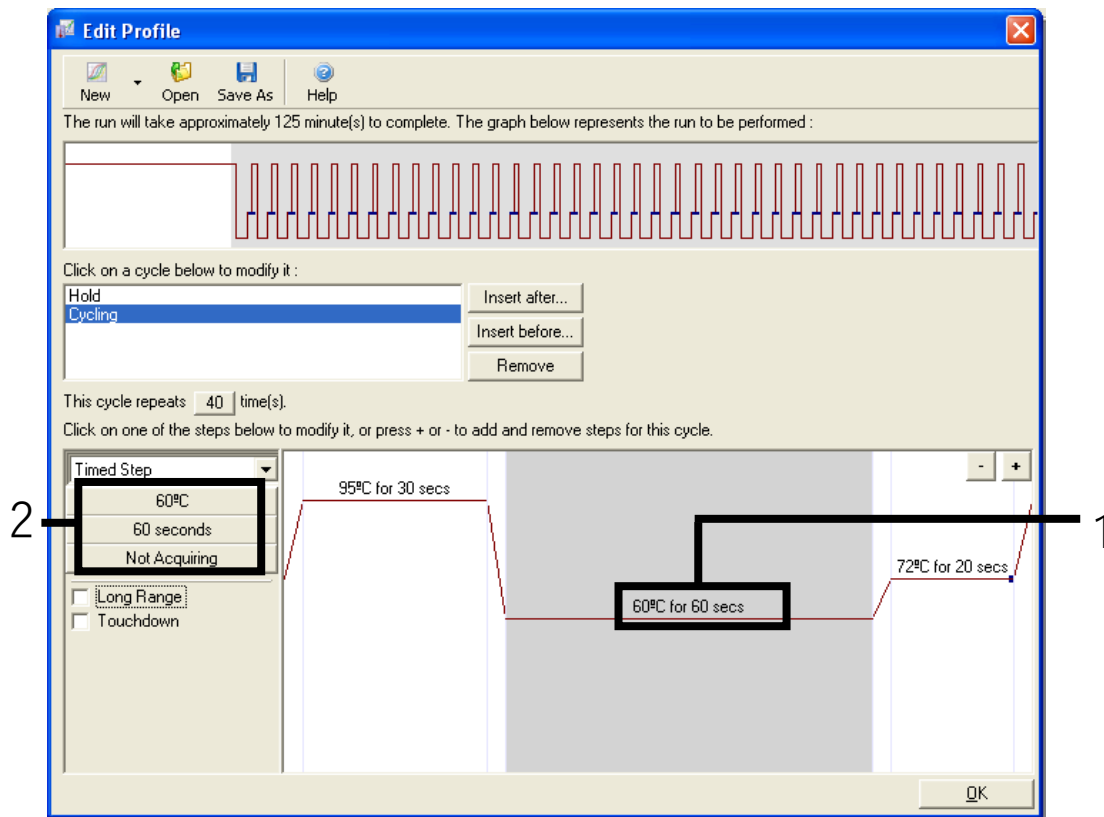 Edit Profile
New Open Save As Help
The run will take approximately 125 minute(s) to complete. The graph below represents the run to be performed :
Click on a cycle below to modify it :
Hold
Cycling
Insert after...
Insert before...
Remove
This cycle repeats 40 time(s).
Click on one of the steps below to modify it, or press + or - to add and remove steps for this cycle.
Timed Step
- +
60ºC
60 seconds
Not Acquiring
2
Long Range
Touchdown
95ºC for 30 secs
60ºC for 60 secs
72ºC for 20 secs
1
OK